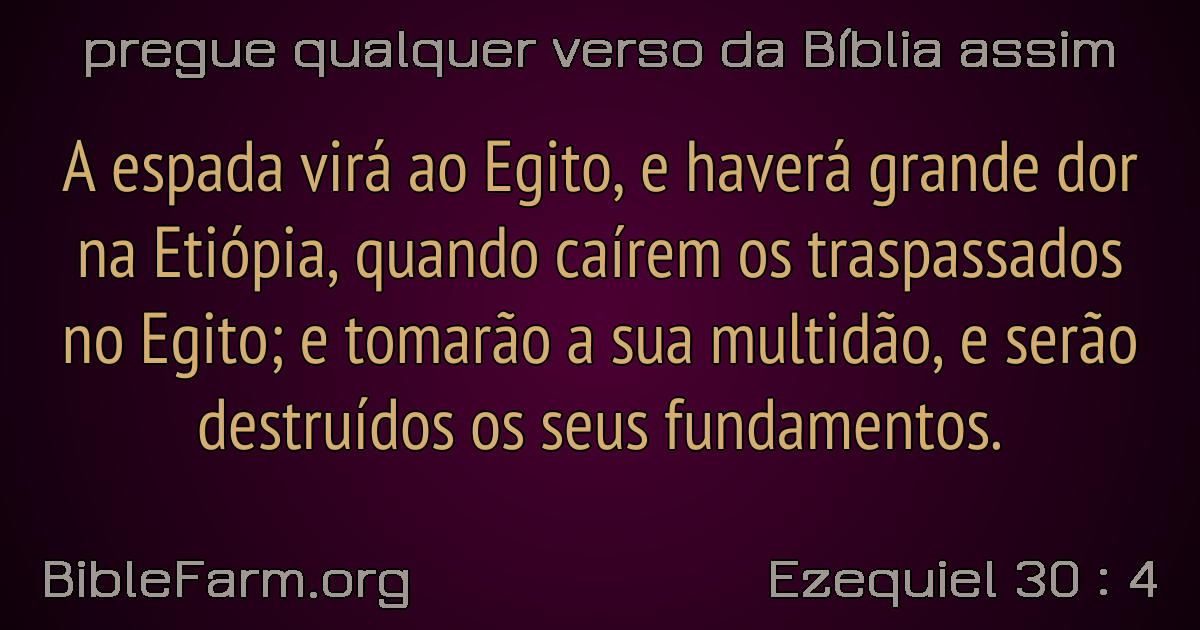 pregue qualquer verso da Bíblia assim
A espada virá ao Egito, e haverá grande dor
na Etiópia, quando caírem os traspassados
no Egito; e tomarão a sua multidão, e serão
destruídos os seus fundamentos.
BibleFarm.org
Ezequiel 30 : 4